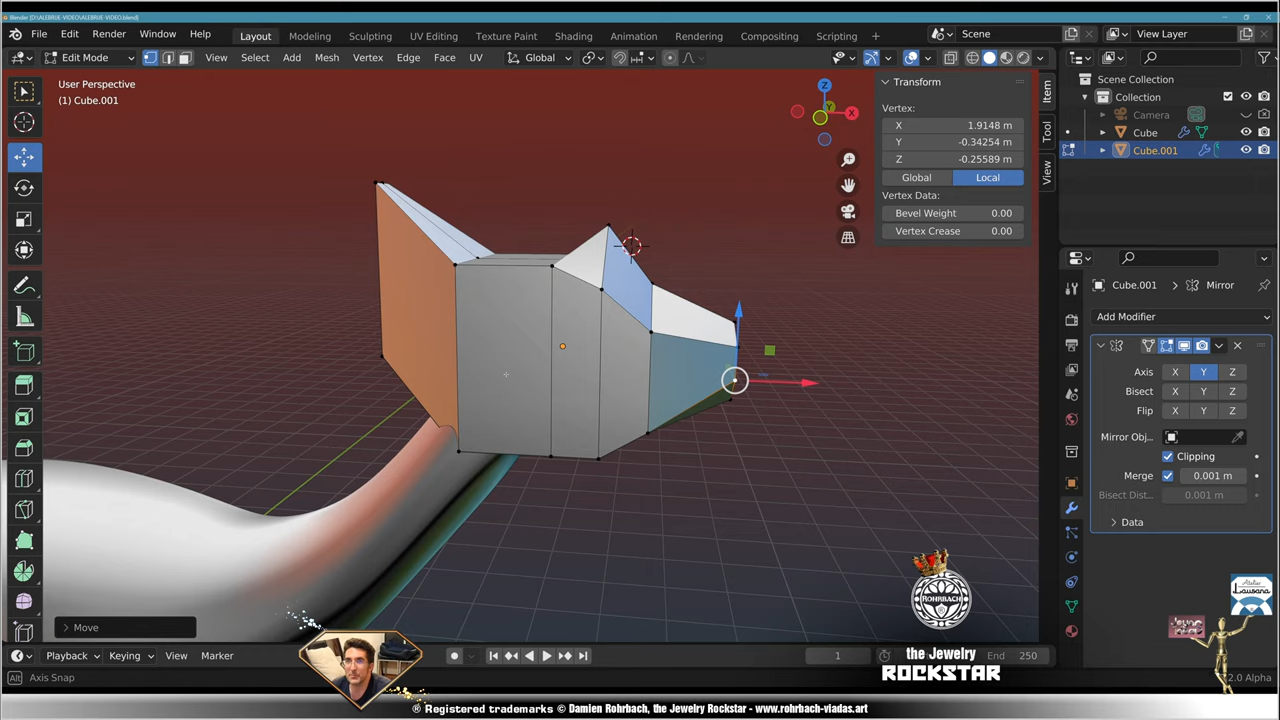 Blender [D:\ALEBRIJE-VIDEO\ALEBRIJE-VIDEO.blend]
File Edit Render Window Help Layout Modeling Sculpting UV Editing Texture Paint Shading Animation Rendering Compositing Scripting Scene View Layer
Edit Mode View Select Add Mesh Vertex Edge Face UV Global
User Perspective
(1) Cube.001
Z
Y
X
Transform
Vertex:
X 1.9148 m
Y -0.34254 m
Z -0.25589 m
Global Local
Vertex Data:
Bevel Weight 0.00
Vertex Crease 0.00
Item
Tool
View
Scene Collection
Collection
Camera
Cube
Cube.001
Cube.001 Mirror
Add Modifier
Axis X Y Z
Bisect X Y Z
Flip X Y Z
Mirror Obj...
Clipping
Merge 0.001 m
Bisect Dist... 0.001 m
Data
Move
ROHRBACH
Atelier
Lausana
the Jewelry
ROCKSTAR
Playback Keying View Marker 1 End 250
Alt Axis Snap 2.0 Alpha
® Registered trademarks © Damien Rohrbach, the Jewelry Rockstar - www.rohrbach-viadas.art